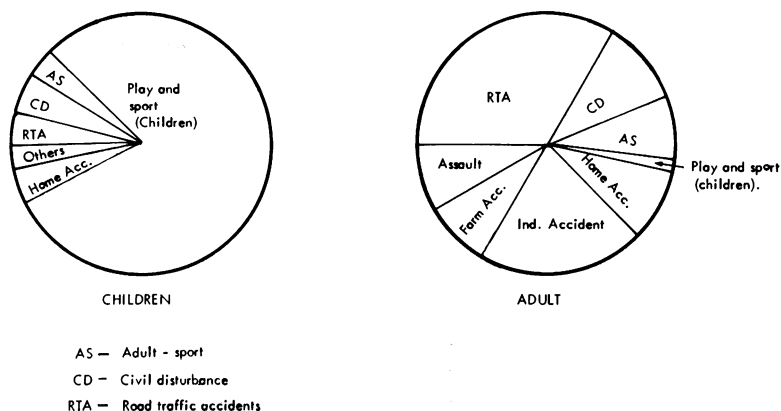 AS
CD
RTA
Others
Home Acc.
Play and
sport
(Children)
CHILDREN
RTA
CD
AS
Play and sport
(children).
Home Acc.
Ind. Accident
Farm Acc.
Assault
ADULT
AS – Adult - sport
CD – Civil disturbance
RTA – Road traffic accidents